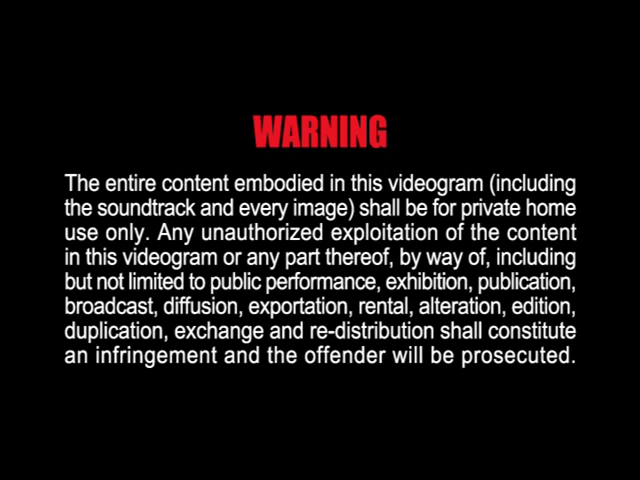 WARNING
The entire content embodied in this videogram (including
the soundtrack and every image) shall be for private home
use only. Any unauthorized exploitation of the content
in this videogram or any part thereof, by way of, including
but not limited to public performance, exhibition, publication,
broadcast, diffusion, exportation, rental, alteration, edition,
duplication, exchange and re-distribution shall constitute
an infringement and the offender will be prosecuted.